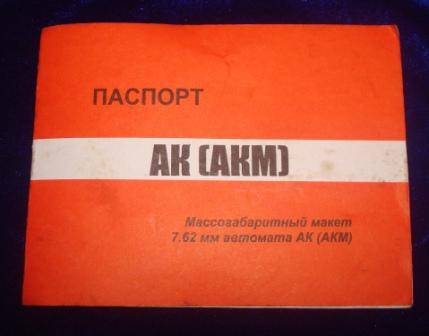 ПАСПОРТ
АК (АКМ)
Массогабаритный макет
7.62 мм автомата АК (АКМ)